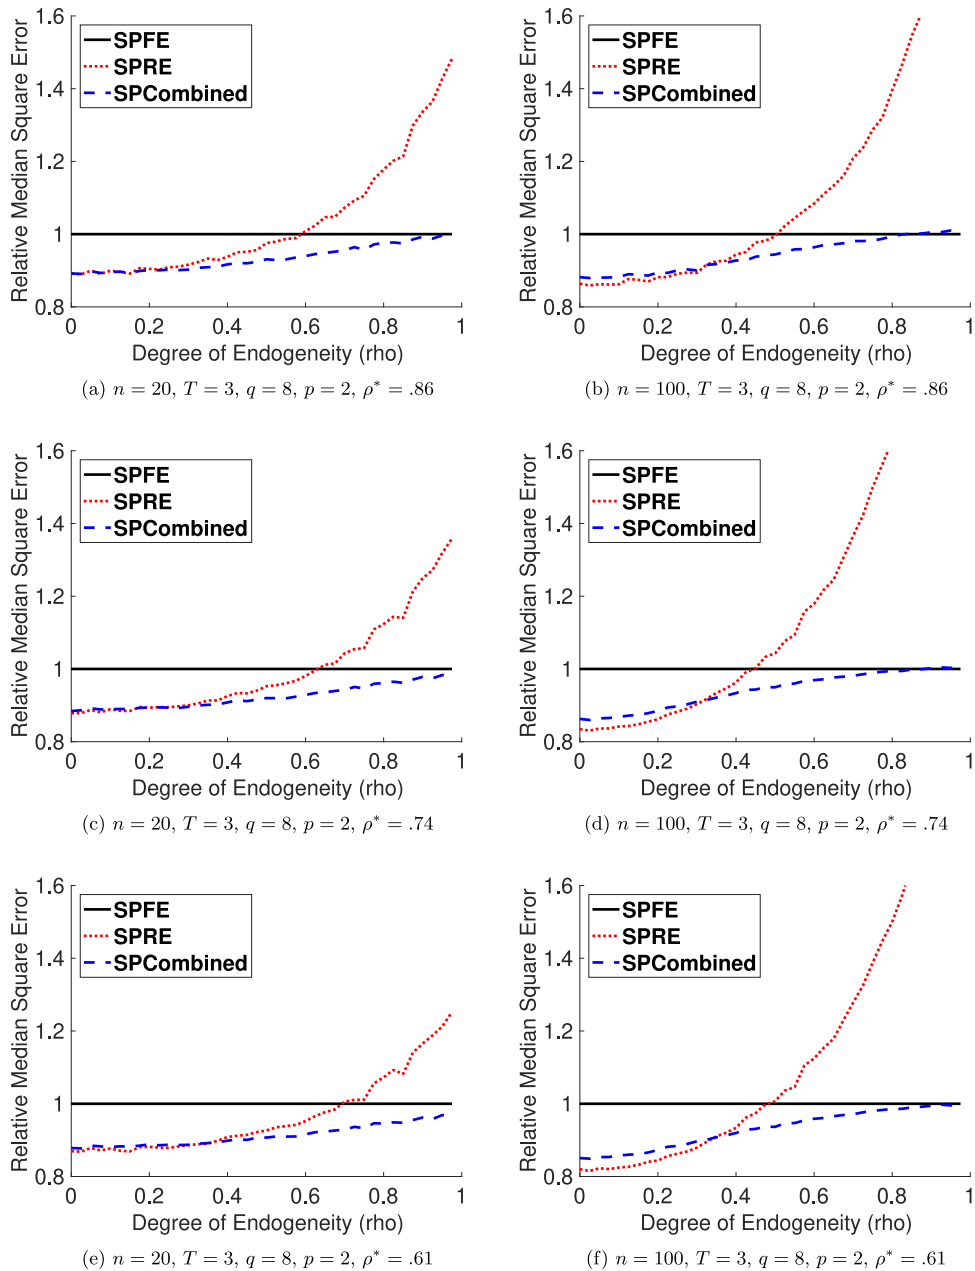 Relative Median Square Error
1.6
1.4
1.2
1
0.8
SPFE
SPRE
SPCombined
0 0.2 0.4 0.6 0.8 1
Degree of Endogeneity (rho)
(a) n = 20, T = 3, q = 8, p = 2, ρ* = .86
Relative Median Square Error
1.6
1.4
1.2
1
0.8
SPFE
SPRE
SPCombined
0 0.2 0.4 0.6 0.8 1
Degree of Endogeneity (rho)
(b) n = 100, T = 3, q = 8, p = 2, ρ* = .86
Relative Median Square Error
1.6
1.4
1.2
1
0.8
SPFE
SPRE
SPCombined
0 0.2 0.4 0.6 0.8 1
Degree of Endogeneity (rho)
(c) n = 20, T = 3, q = 8, p = 2, ρ* = .74
Relative Median Square Error
1.6
1.4
1.2
1
0.8
SPFE
SPRE
SPCombined
0 0.2 0.4 0.6 0.8 1
Degree of Endogeneity (rho)
(d) n = 100, T = 3, q = 8, p = 2, ρ* = .74
Relative Median Square Error
1.6
1.4
1.2
1
0.8
SPFE
SPRE
SPCombined
0 0.2 0.4 0.6 0.8 1
Degree of Endogeneity (rho)
(e) n = 20, T = 3, q = 8, p = 2, ρ* = .61
Relative Median Square Error
1.6
1.4
1.2
1
0.8
SPFE
SPRE
SPCombined
0 0.2 0.4 0.6 0.8 1
Degree of Endogeneity (rho)
(f) n = 100, T = 3, q = 8, p = 2, ρ* = .61